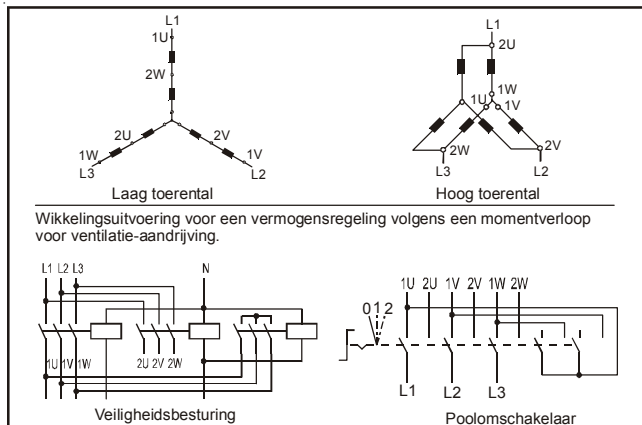 L1
1U
2W
2U
2V
1W
1V
L3
L2
Laag toerental
L1
2U
1W
1U
1V
2W
2V
L3
L2
Hoog toerental
Wikkelingsuitvoering voor een vermogensregeling volgens een momentverloop
voor ventilatie-aandrijving.
L1 L2 L3 N
1U 1V 1W 2U 2V 2W
Veiligheidsbesturing
1U 2U 1V 2V 1W 2W
0 1 2
L1 L2 L3
Poolomschakelaar